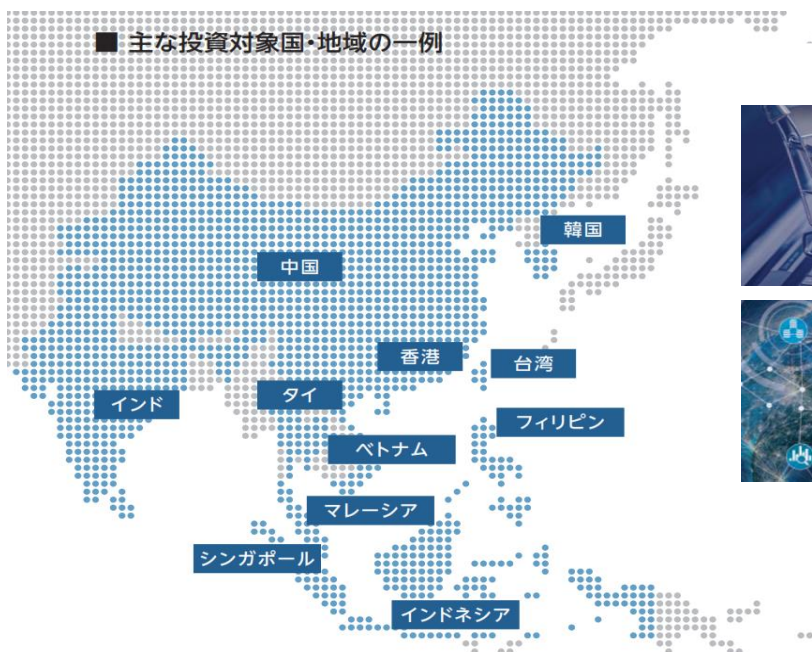 ■ 主な投資対象国・地域の一例
韓国
中国
香港
台湾
インド
タイ
フィリピン
ベトナム
マレーシア
シンガポール
インドネシア